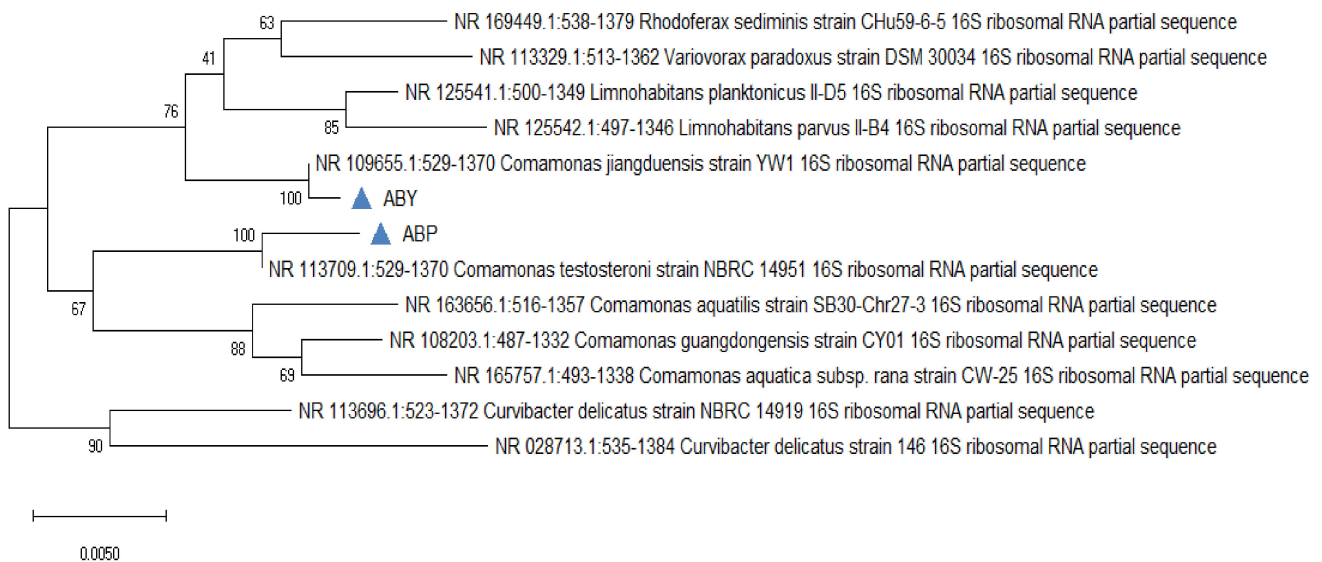 63
NR 169449.1:538-1379 Rhodoferax sediminis strain CHu59-6-5 16S ribosomal RNA partial sequence
41
NR 113329.1:513-1362 Variovorax paradoxus strain DSM 30034 16S ribosomal RNA partial sequence
NR 125541.1:500-1349 Limnohabitans planktonicus II-D5 16S ribosomal RNA partial sequence
76
85
NR 125542.1:497-1346 Limnohabitans parvus II-B4 16S ribosomal RNA partial sequence
NR 109655.1:529-1370 Comamonas jiangduensis strain YW1 16S ribosomal RNA partial sequence
100
ABY
100
ABP
NR 113709.1:529-1370 Comamonas testosteroni strain NBRC 14951 16S ribosomal RNA partial sequence
67
NR 163656.1:516-1357 Comamonas aquatilis strain SB30-Chr27-3 16S ribosomal RNA partial sequence
88
NR 108203.1:487-1332 Comamonas guangdongensis strain CY01 16S ribosomal RNA partial sequence
69
NR 165757.1:493-1338 Comamonas aquatica subsp. rana strain CW-25 16S ribosomal RNA partial sequence
NR 113696.1:523-1372 Curvibacter delicatus strain NBRC 14919 16S ribosomal RNA partial sequence
90
NR 028713.1:535-1384 Curvibacter delicatus strain 146 16S ribosomal RNA partial sequence
0.0050